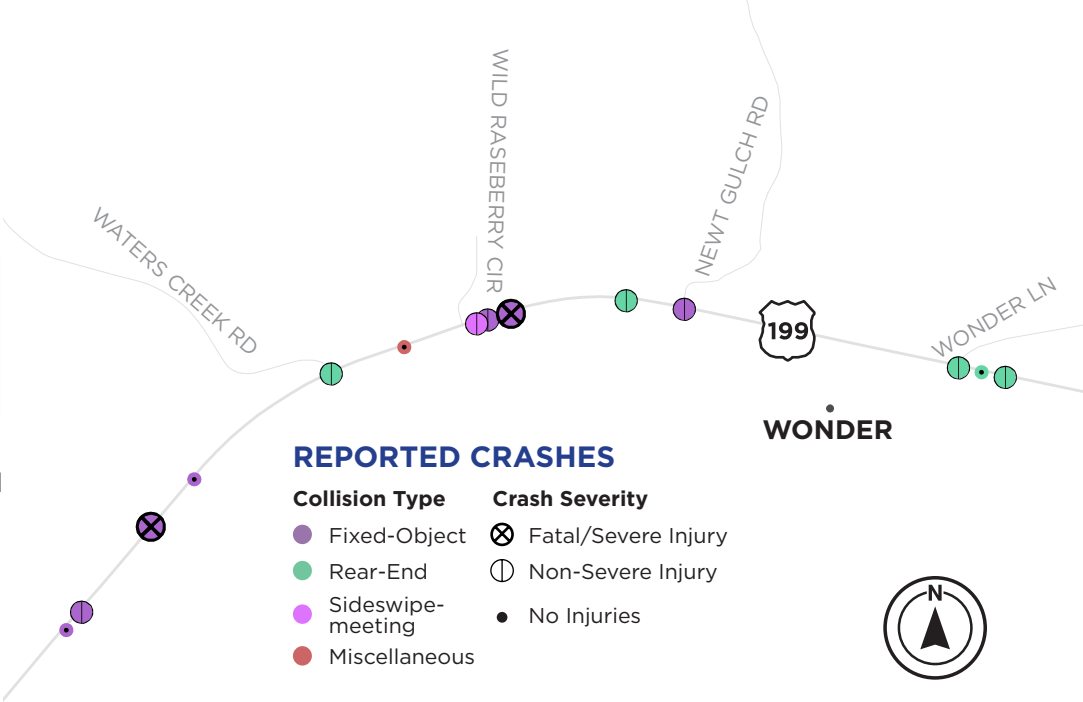 WILD RASEBERRY CIR
NEWT GULCH RD
WATERS CREEK RD
199
WONDER LN
WONDER
REPORTED CRASHES
Collision Type
Crash Severity
Fixed-Object
Fatal/Severe Injury
Rear-End
Non-Severe Injury
Sideswipe-
meeting
No Injuries
Miscellaneous
N